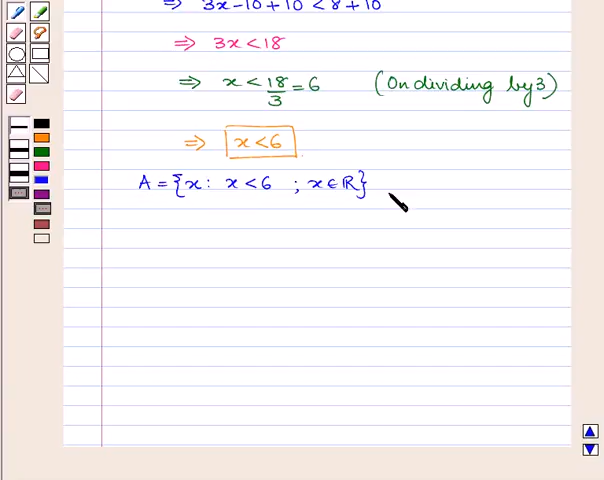 ⇒ 3x-10+10 < 8+10
⇒ 3x < 18
⇒ x < 18/3 = 6 (On dividing by 3)
⇒ x < 6
A = {x : x < 6 ; x ∈ R}